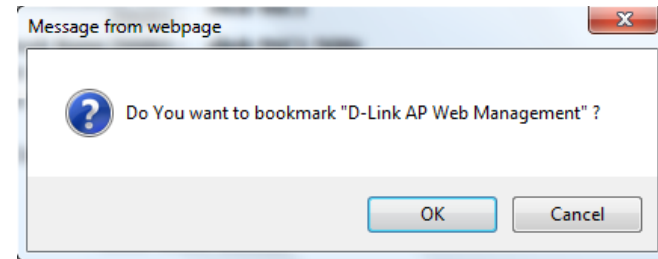 Message from webpage
Do You want to bookmark "D-Link AP Web Management" ?
OK
Cancel